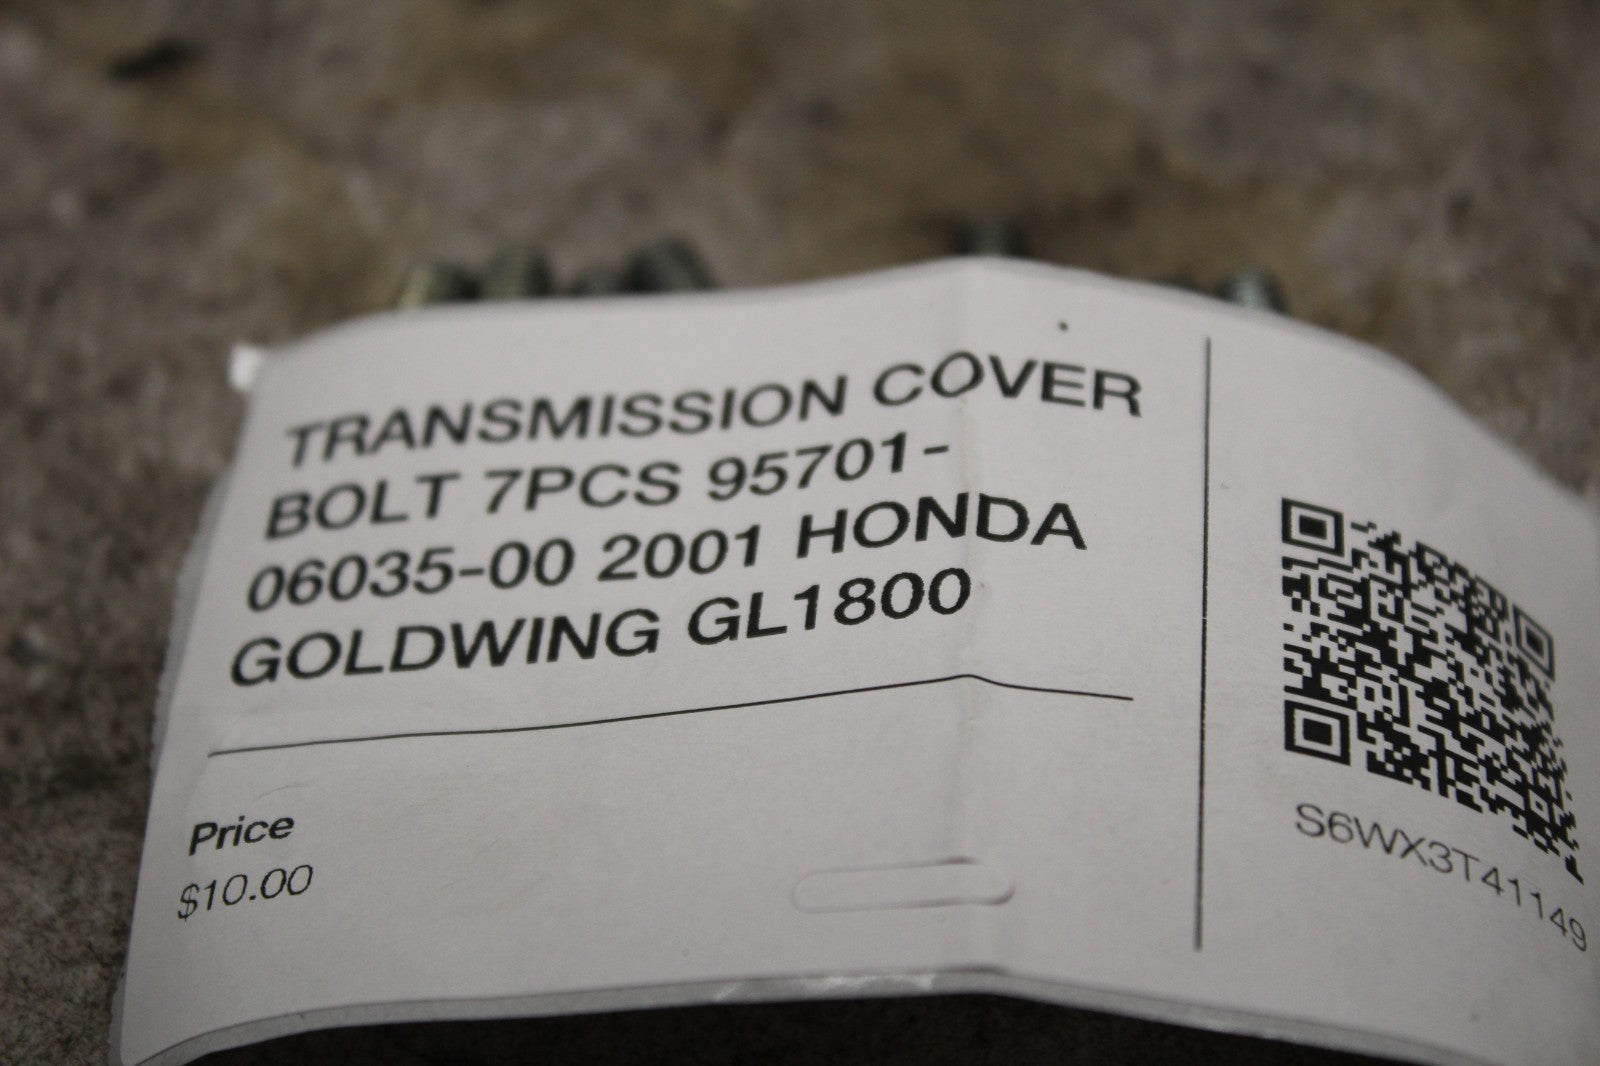 TRANSMISSION COVER
BOLT 7PCS 95701-
06035-00 2001 HONDA
GOLDWING GL1800
Price
$10.00
S6WX3T41149